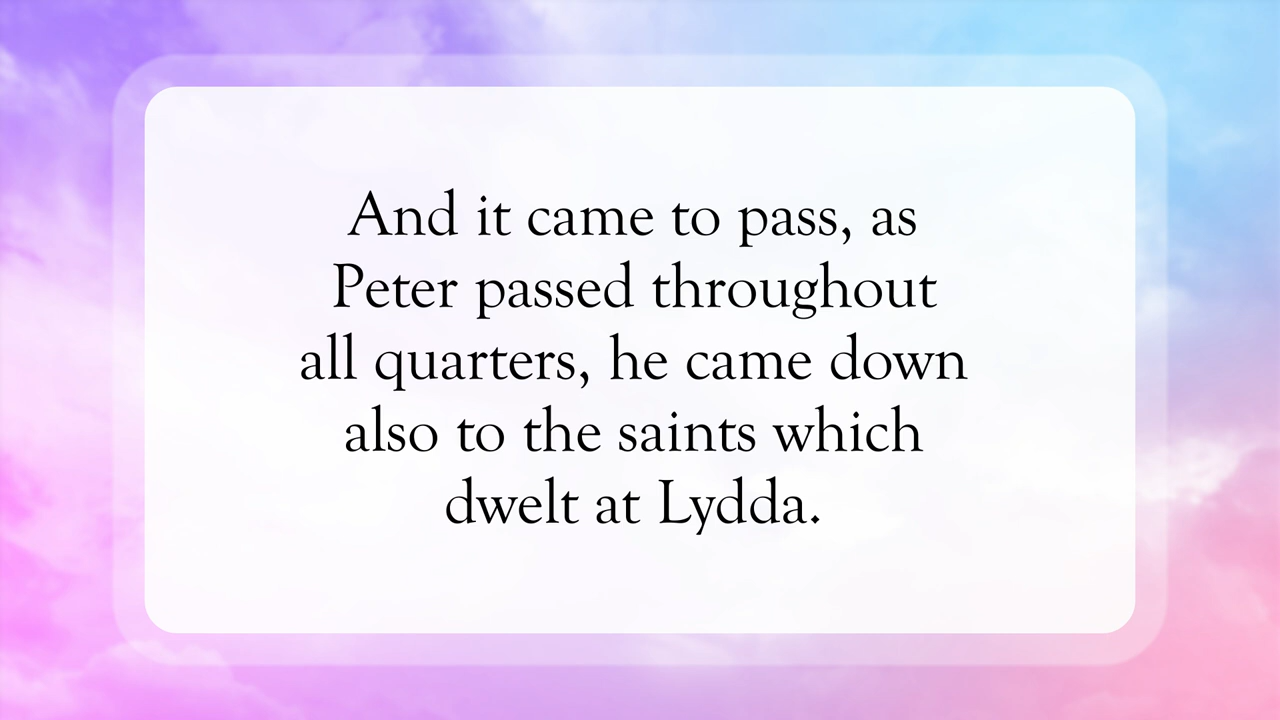 And it came to pass, as
Peter passed throughout
all quarters, he came down
also to the saints which
dwelt at Lydda.